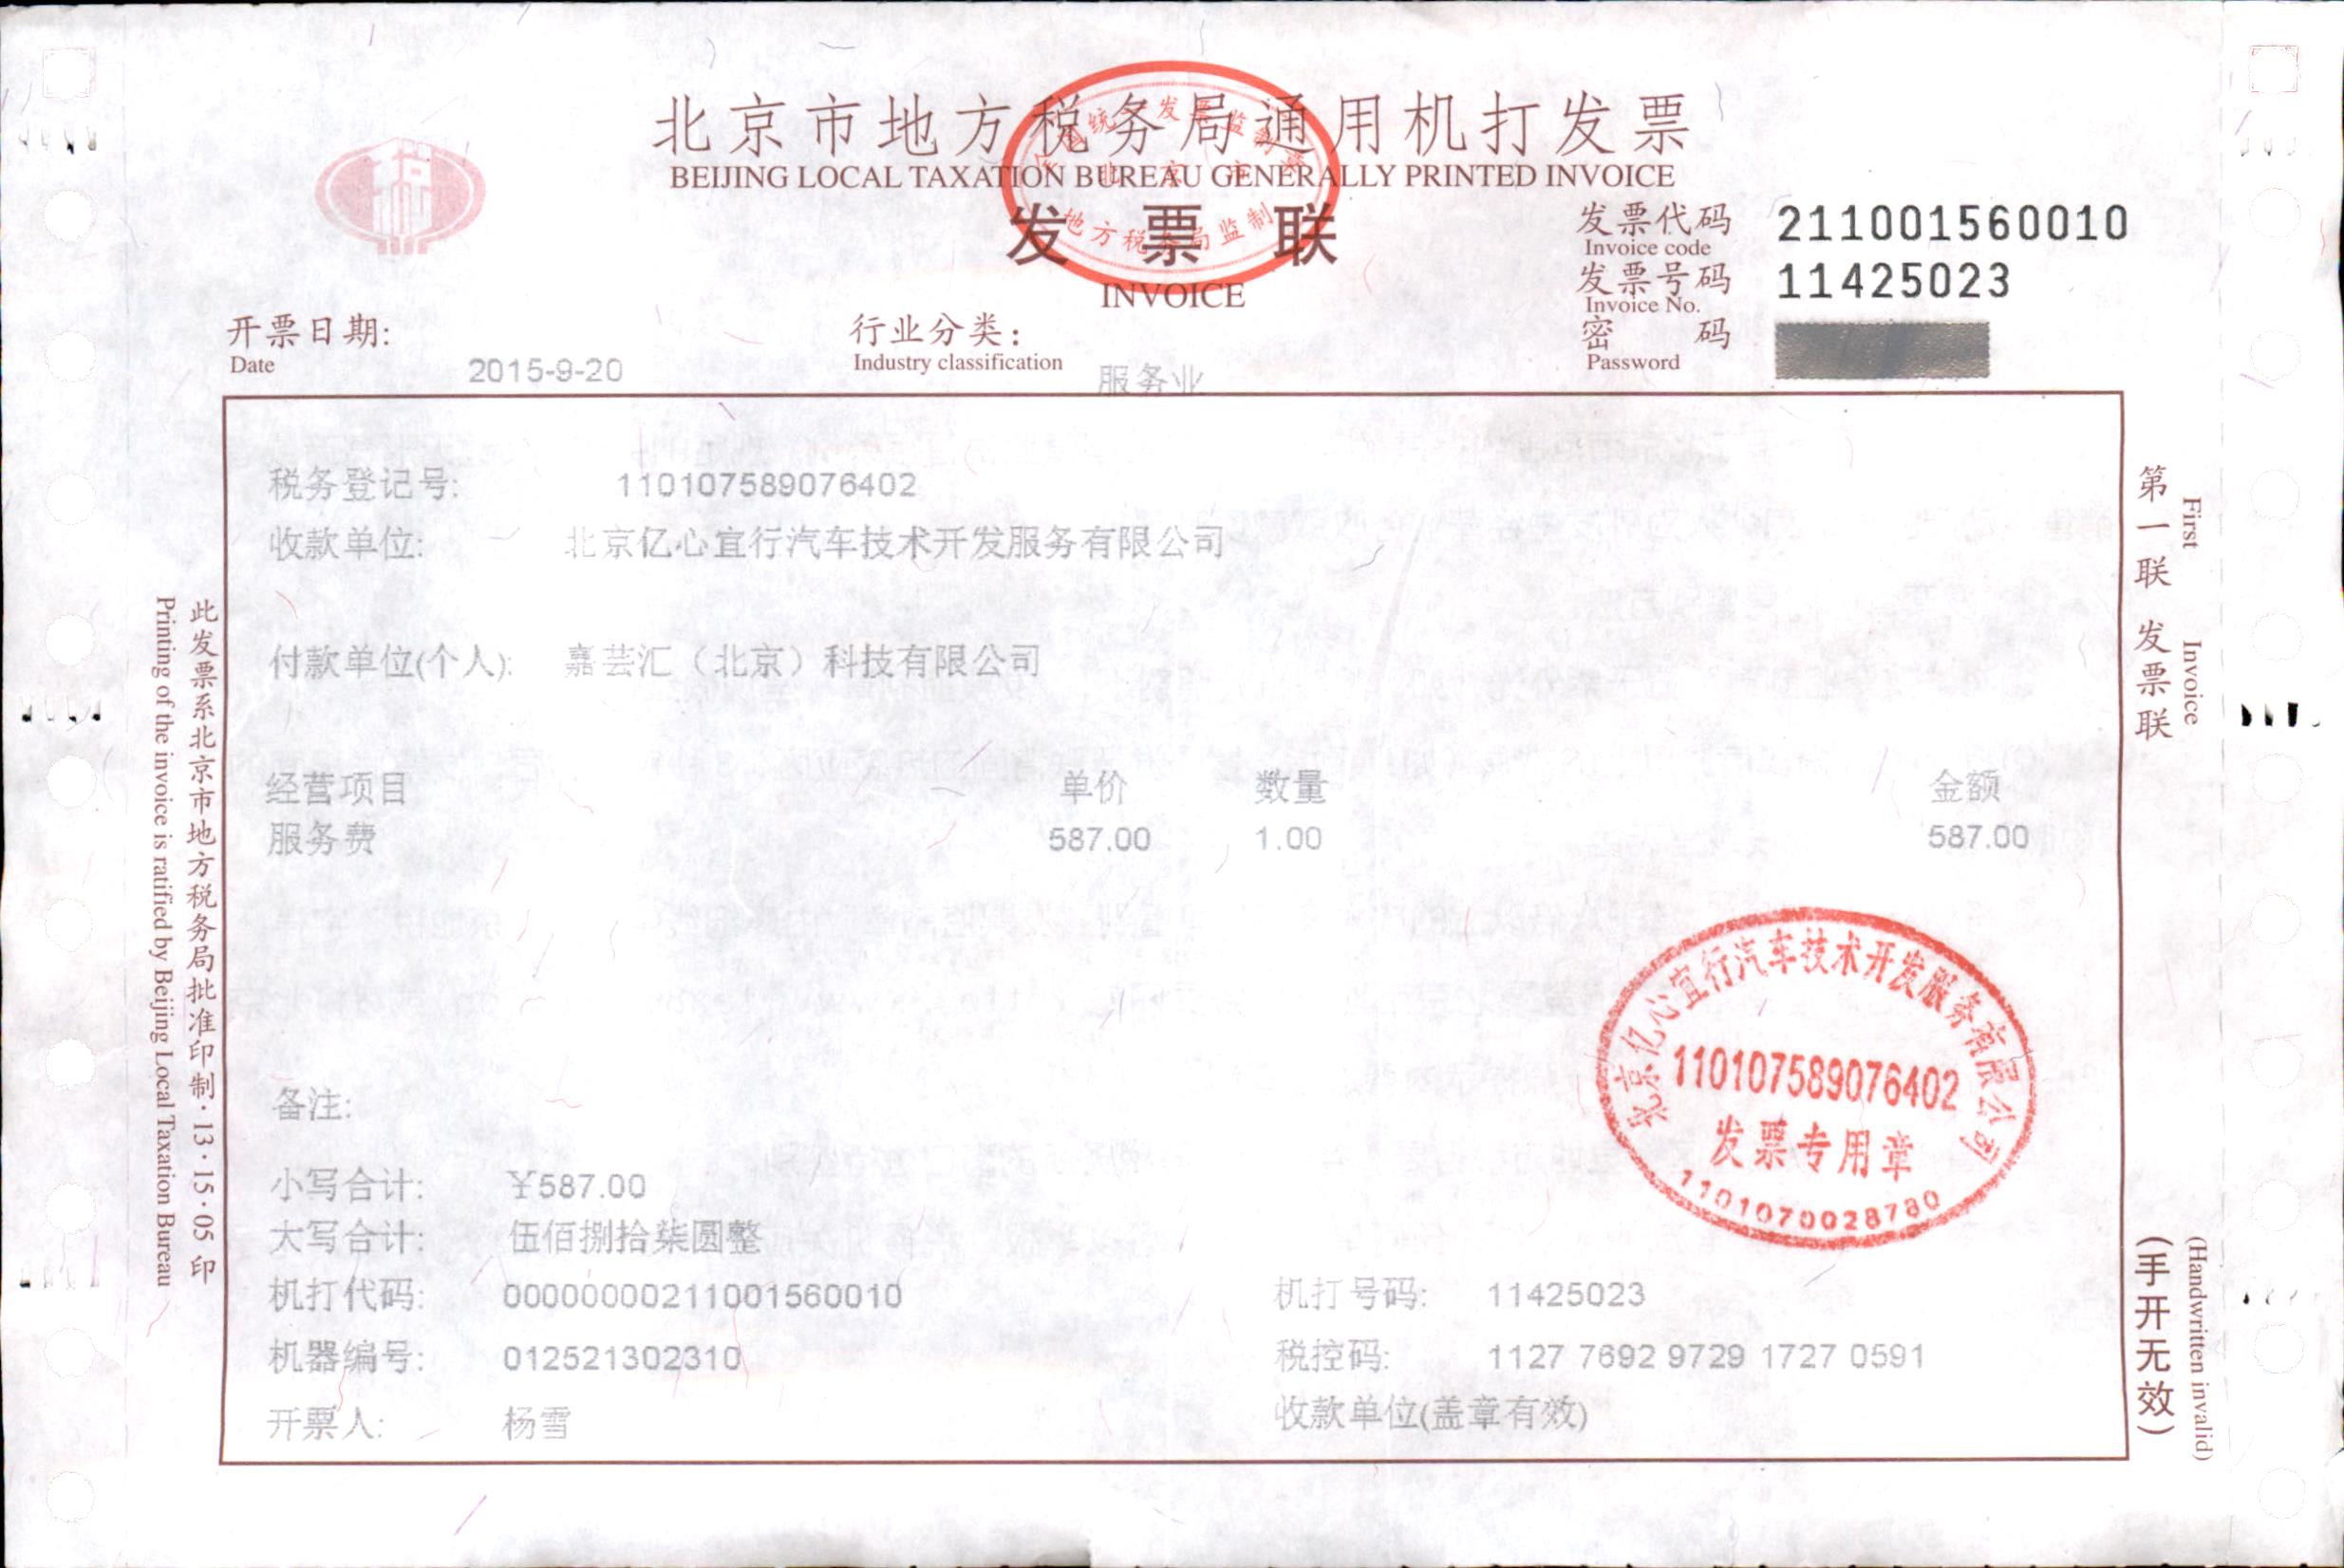 北京市地方税务局通用机打发票
BEIJING LOCAL TAXATION BUREAU GENERALLY PRINTED INVOICE
全国统一发票监制章
北京市
地方税务局监制
发票联
INVOICE
发票代码 211001560010
Invoice code
发票号码 11425023
Invoice No.
密码
Password
开票日期:
Date
2015-9-20
行业分类:
Industry classification
服务业
税务登记号: 110107589076402
收款单位: 北京亿心宜行汽车技术开发服务有限公司
付款单位(个人): 嘉芸汇（北京）科技有限公司
经营项目 单价 数量 金额
服务费 587.00 1.00 587.00
备注:
小写合计: ¥587.00
大写合计: 伍佰捌拾柒圆整
机打代码: 00000000211001560010 机打号码: 11425023
机器编号: 012521302310 税控码: 1127 7692 9729 1727 0591
开票人: 杨雪 收款单位(盖章有效)
北京亿心宜行汽车技术开发服务有限公司
110107589076402
发票专用章
1101070028780
此发票系北京市地方税务局批准印制·13·15·05印
Printing of the invoice is ratified by Beijing Local Taxation Bureau
第一联 发票联
First Invoice
(手开无效)
(Handwritten invalid)